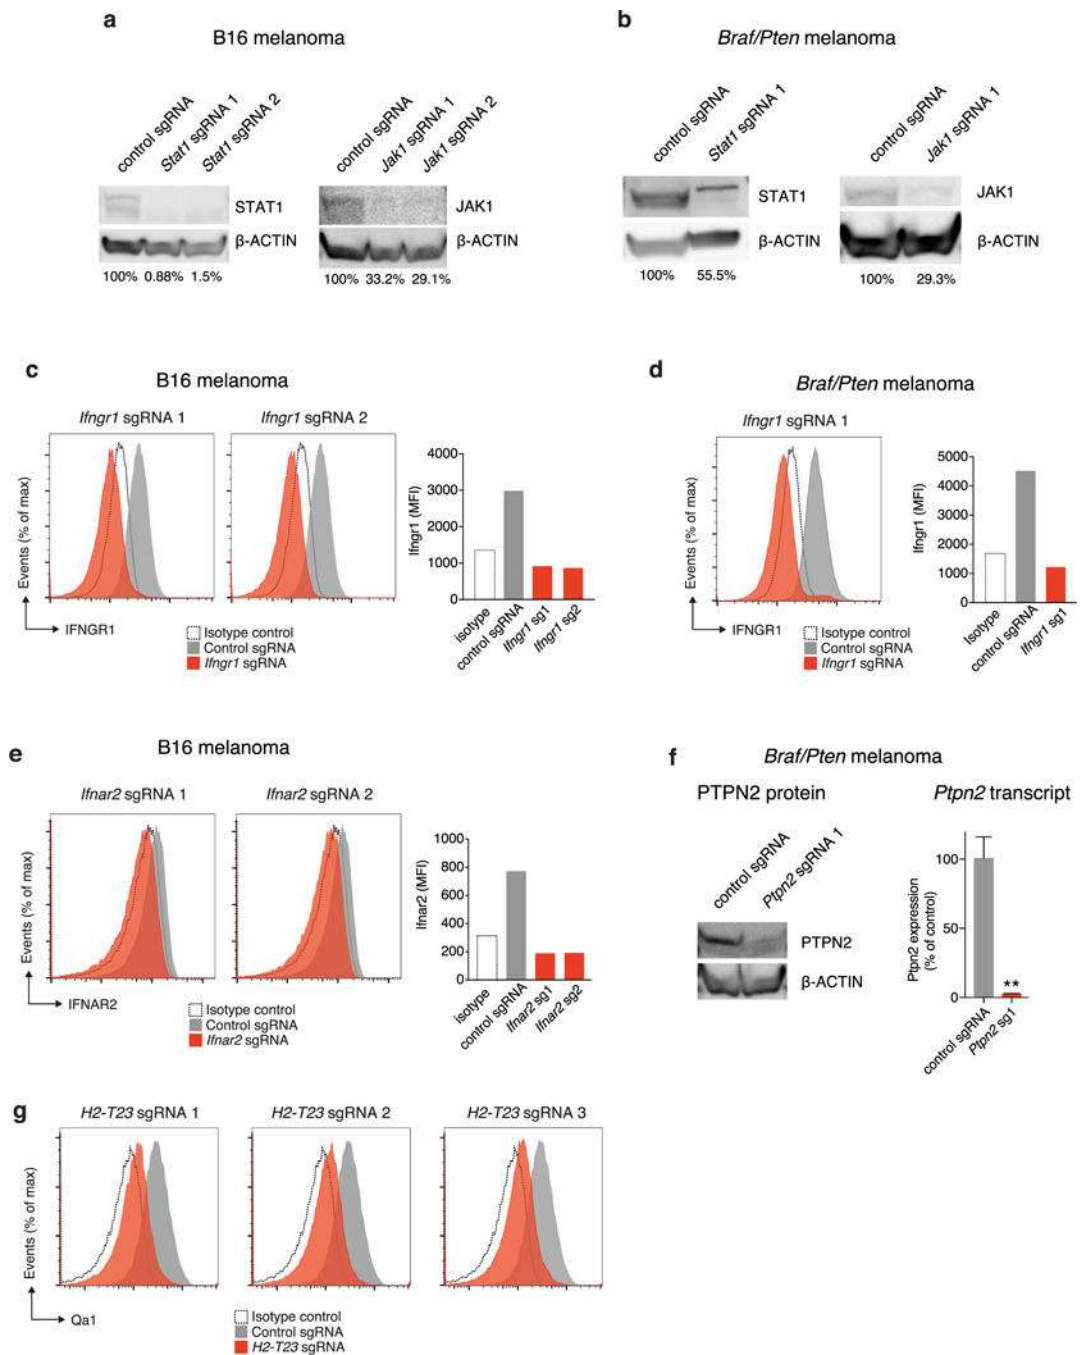 a
B16 melanoma
control sgRNA
Stat1 sgRNA 1
Stat1 sgRNA 2
STAT1
β-ACTIN
100% 0.88% 1.5%
control sgRNA
Jak1 sgRNA 1
Jak1 sgRNA 2
JAK1
β-ACTIN
100% 33.2% 29.1%
b
Braf/Pten melanoma
control sgRNA
Stat1 sgRNA 1
STAT1
β-ACTIN
100% 55.5%
control sgRNA
Jak1 sgRNA 1
JAK1
β-ACTIN
100% 29.3%
c
B16 melanoma
Ifngr1 sgRNA 1
Ifngr1 sgRNA 2
Events (% of max)
IFNGR1
Isotype control
Control sgRNA
Ifngr1 sgRNA
Ifngr1 (MFI)
4000
3000
2000
1000
0
isotype
control sgRNA
Ifngr1 sg1
Ifngr1 sg2
d
Braf/Pten melanoma
Ifngr1 sgRNA 1
Events (% of max)
IFNGR1
Isotype control
Control sgRNA
Ifngr1 sgRNA
Ifngr1 (MFI)
5000
4000
3000
2000
1000
0
Isotype
control sgRNA
Ifngr1 sg1
e
B16 melanoma
Ifnar2 sgRNA 1
Ifnar2 sgRNA 2
Events (% of max)
IFNAR2
Isotype control
Control sgRNA
Ifnar2 sgRNA
Ifnar2 (MFI)
1000
800
600
400
200
0
isotype
control sgRNA
Ifnar2 sg1
Ifnar2 sg2
f
Braf/Pten melanoma
PTPN2 protein
control sgRNA
Ptpn2 sgRNA 1
PTPN2
β-ACTIN
Ptpn2 transcript
Ptpn2 expression
(% of control)
100
50
0
**
control sgRNA
Ptpn2 sg1
g
H2-T23 sgRNA 1
H2-T23 sgRNA 2
H2-T23 sgRNA 3
Events (% of max)
Qa1
Isotype control
Control sgRNA
H2-T23 sgRNA